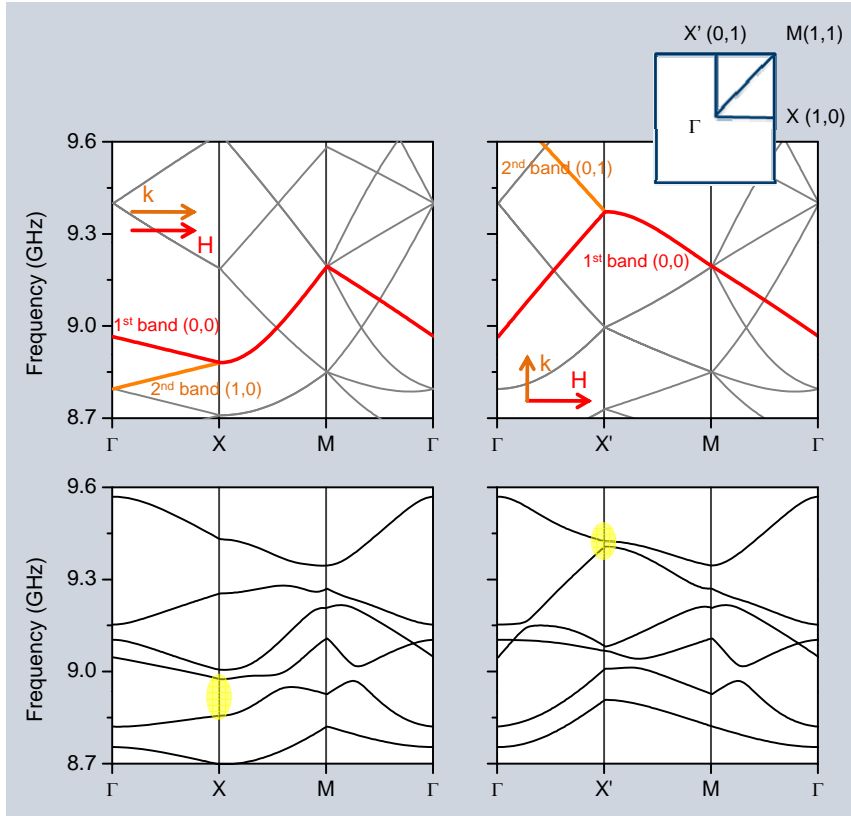 X' (0,1) M(1,1)
Γ X (1,0)
9.6
9.3
9.0
8.7
Frequency (GHz)
k
H
1st band (0,0)
2nd band (1,0)
Γ X M Γ
2nd band (0,1)
1st band (0,0)
k
H
Γ X' M Γ
9.6
9.3
9.0
8.7
Frequency (GHz)
Γ X M Γ
Γ X' M Γ